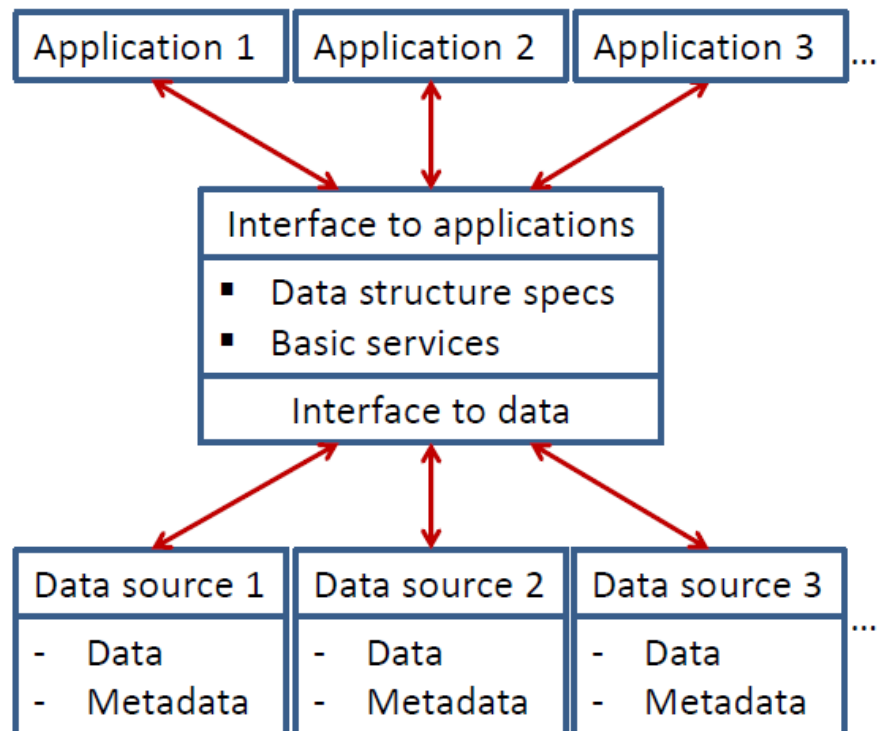 Application 1 Application 2 Application 3 ...
Interface to applications
▪ Data structure specs
▪ Basic services
Interface to data
Data source 1 Data source 2 Data source 3 ...
- Data - Data - Data
- Metadata - Metadata - Metadata